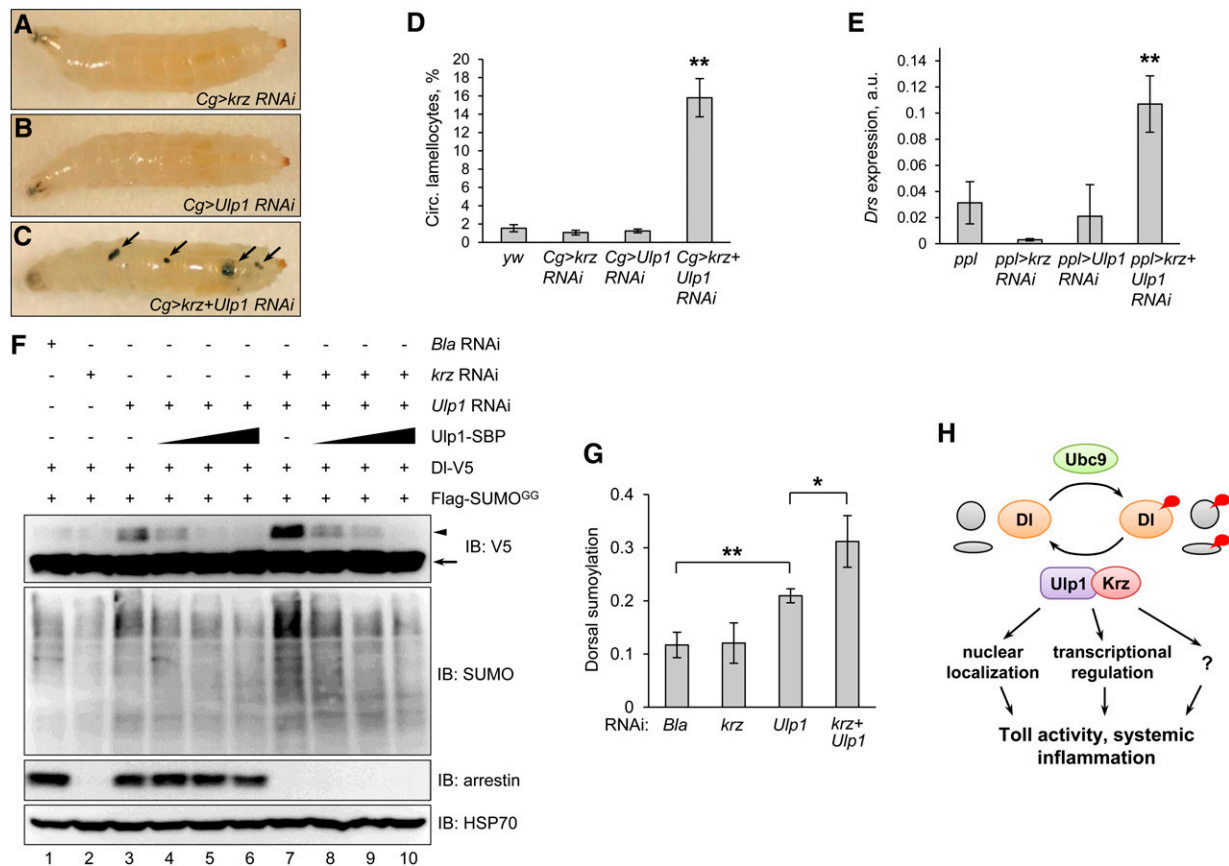 A
Cg>krz RNAi
B
Cg>Ulp1 RNAi
C
Cg>krz+Ulp1 RNAi
D
Circ. lamellocytes, %
20
18
16
14
12
10
8
6
4
2
0
**
yw
Cg>krz RNAi
Cg>Ulp1 RNAi
Cg>krz+ Ulp1 RNAi
E
Drs expression, a.u.
0.14
0.12
0.1
0.08
0.06
0.04
0.02
0
**
ppl
ppl>krz RNAi
ppl>Ulp1 RNAi
ppl>krz+ Ulp1 RNAi
F
+ - - - - - - - - - Bla RNAi
- + - - - - + + + + krz RNAi
- - + + + + + + + + Ulp1 RNAi
- - - - Ulp1-SBP
+ + + + + + + + + + Dl-V5
+ + + + + + + + + + Flag-SUMOGG
IB: V5
IB: SUMO
IB: arrestin
IB: HSP70
1 2 3 4 5 6 7 8 9 10
G
Dorsal sumoylation
0.4
0.3
0.2
0.1
0
**
*
RNAi: Bla krz Ulp1 krz+ Ulp1
H
Ubc9
Dl
Dl
Ulp1
Krz
nuclear localization
transcriptional regulation
?
Toll activity, systemic
inflammation